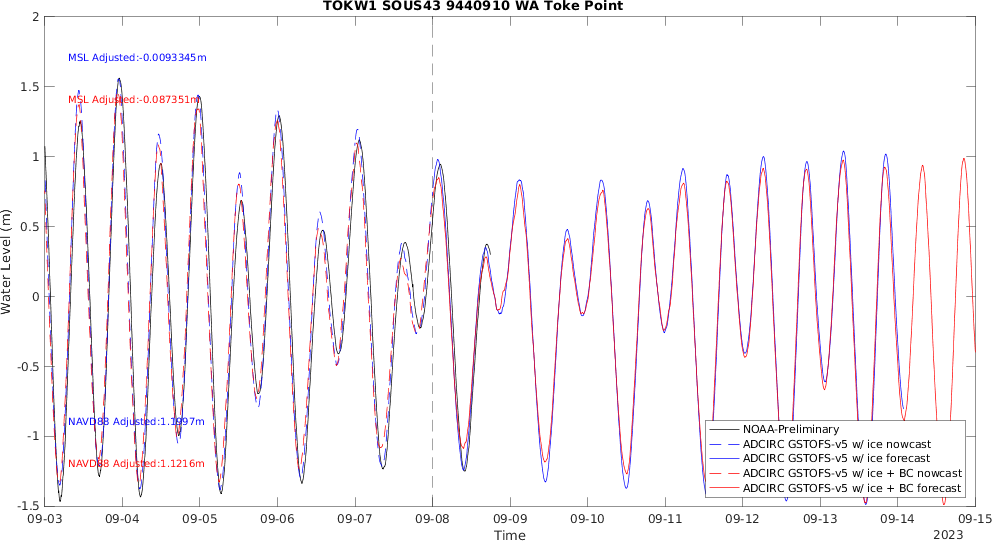 TOKW1 SOUS43 9440910 WA Toke Point
2
1.5
1
0.5
0
-0.5
-1
-1.5
Water Level (m)
MSL Adjusted:-0.0093345m
MSL Adjusted:-0.087351m
NAVD88 Adjusted:1.1997m
NAVD88 Adjusted:1.1216m
NOAA-Preliminary
ADCIRC GSTOFS-v5 w/ ice nowcast
ADCIRC GSTOFS-v5 w/ ice forecast
ADCIRC GSTOFS-v5 w/ ice + BC nowcast
ADCIRC GSTOFS-v5 w/ ice + BC forecast
09-03 09-04 09-05 09-06 09-07 09-08 09-09 09-10 09-11 09-12 09-13 09-14 09-15
Time
2023